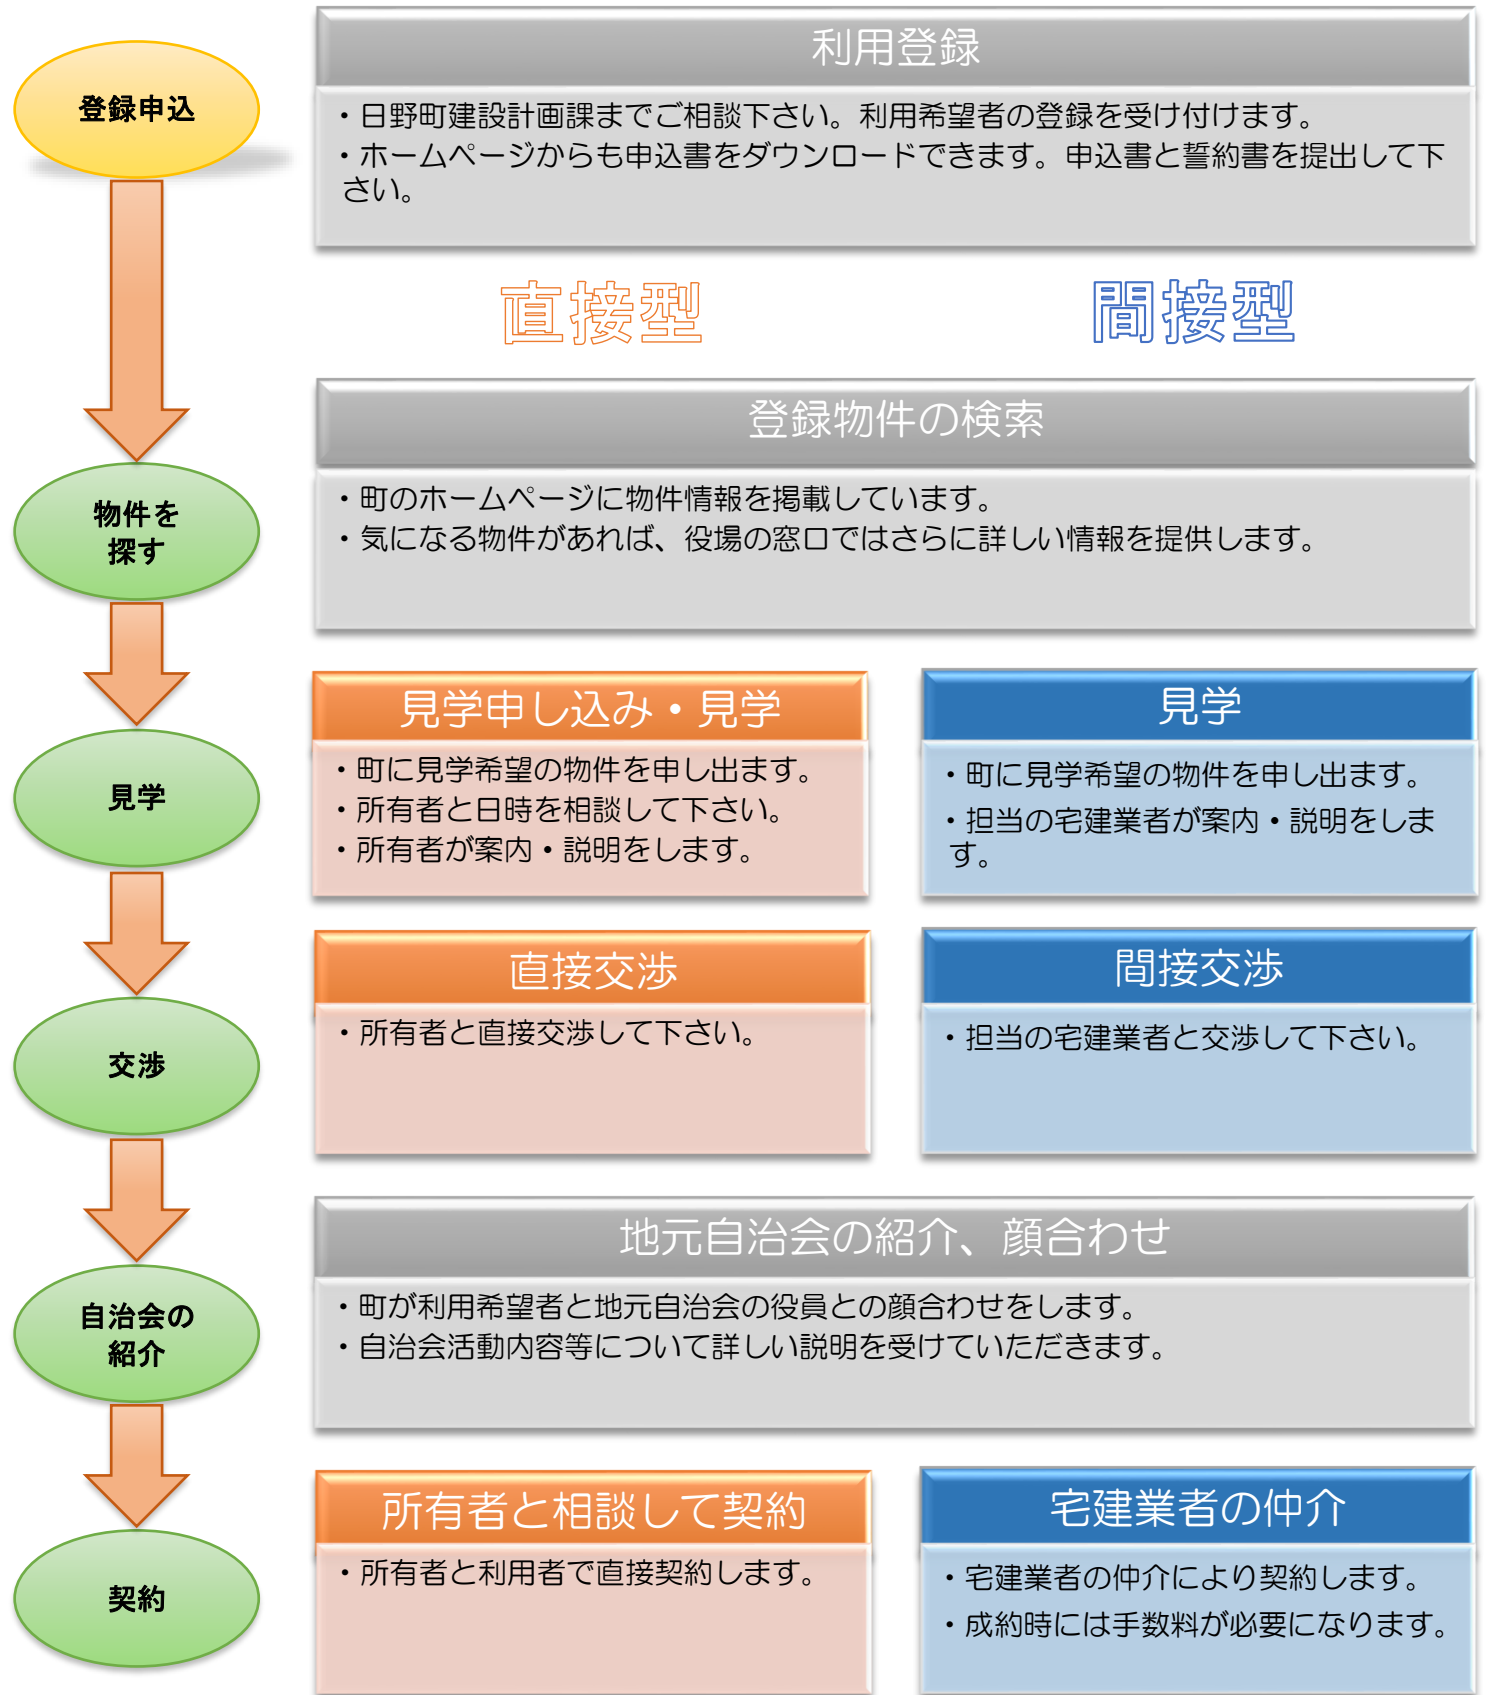 登録申込
利用登録
・日野町建設計画課までご相談下さい。利用希望者の登録を受け付けます。
・ホームページからも申込書をダウンロードできます。申込書と誓約書を提出して下
さい。
直接型
間接型
物件を
探す
登録物件の検索
・町のホームページに物件情報を掲載しています。
・気になる物件があれば、役場の窓口ではさらに詳しい情報を提供します。
見学
見学申し込み・見学
・町に見学希望の物件を申し出ます。
・所有者と日時を相談して下さい。
・所有者が案内・説明をします。
見学
・町に見学希望の物件を申し出ます。
・担当の宅建業者が案内・説明をしま
す。
交渉
直接交渉
・所有者と直接交渉して下さい。
間接交渉
・担当の宅建業者と交渉して下さい。
自治会の
紹介
地元自治会の紹介、顔合わせ
・町が利用希望者と地元自治会の役員との顔合わせをします。
・自治会活動内容等について詳しい説明を受けていただきます。
契約
所有者と相談して契約
・所有者と利用者で直接契約します。
宅建業者の仲介
・宅建業者の仲介により契約します。
・成約時には手数料が必要になります。